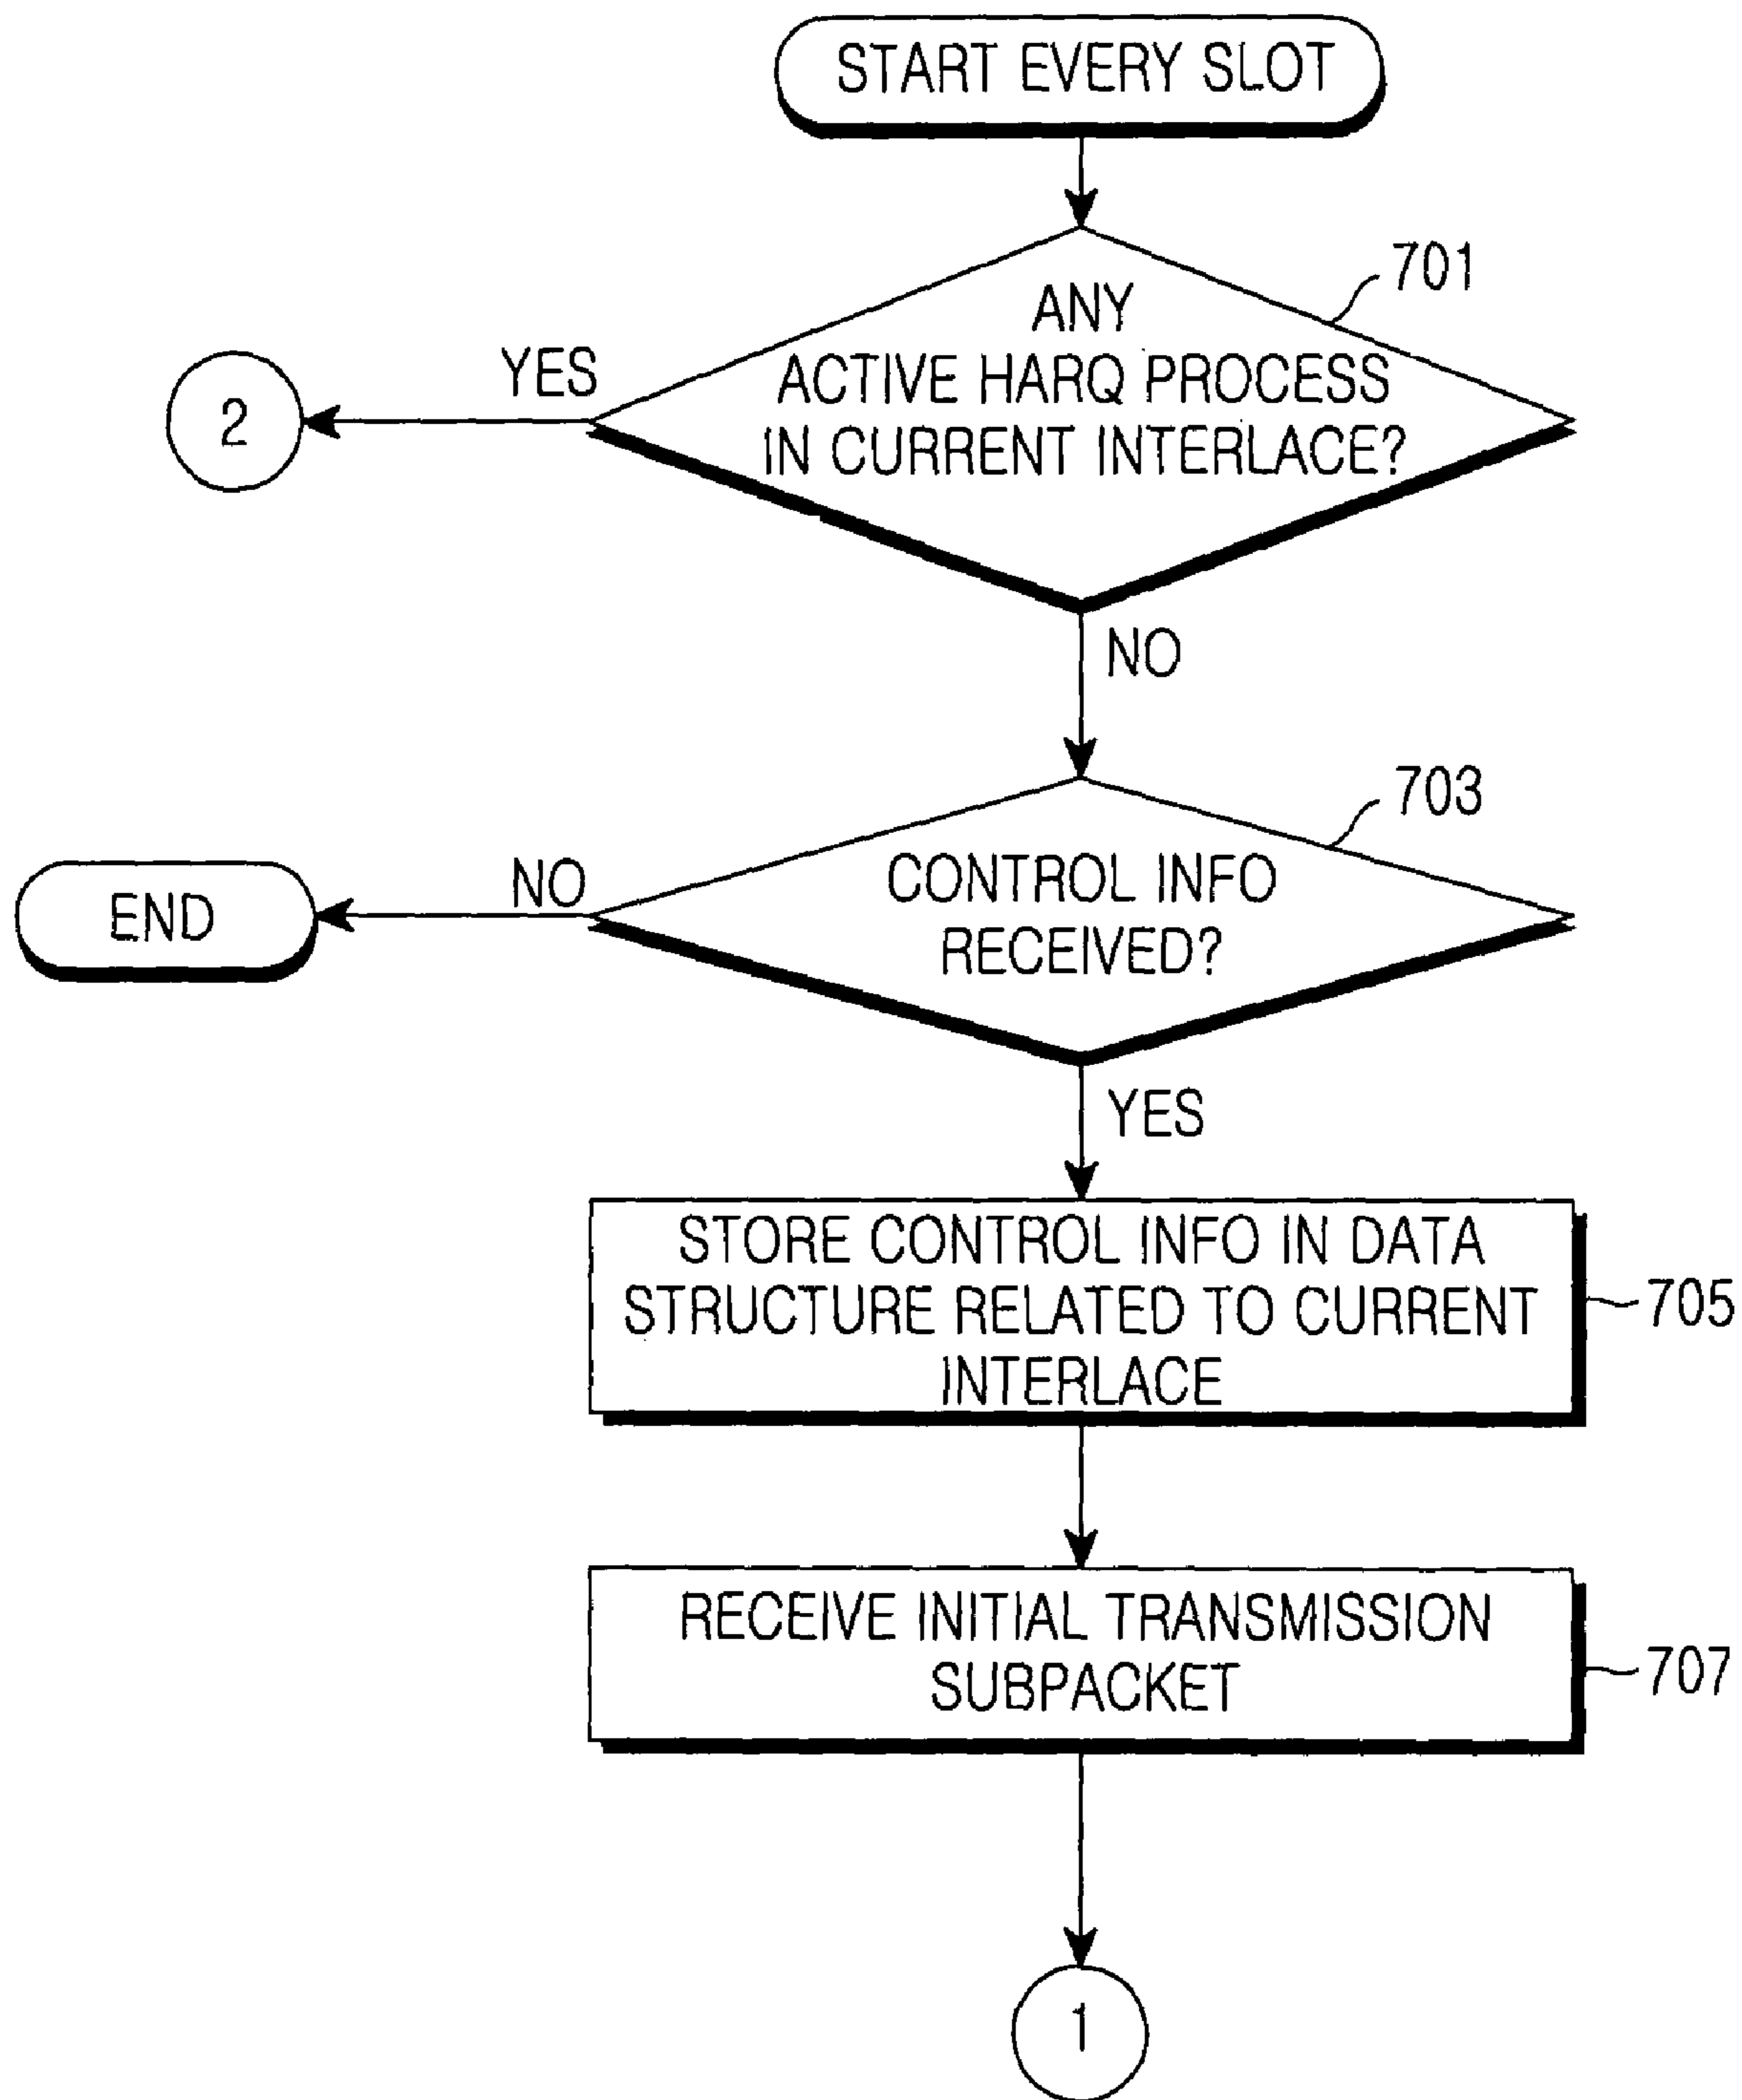 START EVERY SLOT
701
ANY
ACTIVE HARQ PROCESS
IN CURRENT INTERLACE?
YES
2
NO
703
CONTROL INFO
RECEIVED?
NO
END
YES
STORE CONTROL INFO IN DATA
STRUCTURE RELATED TO CURRENT
INTERLACE
705
RECEIVE INITIAL TRANSMISSION
SUBPACKET
707
1